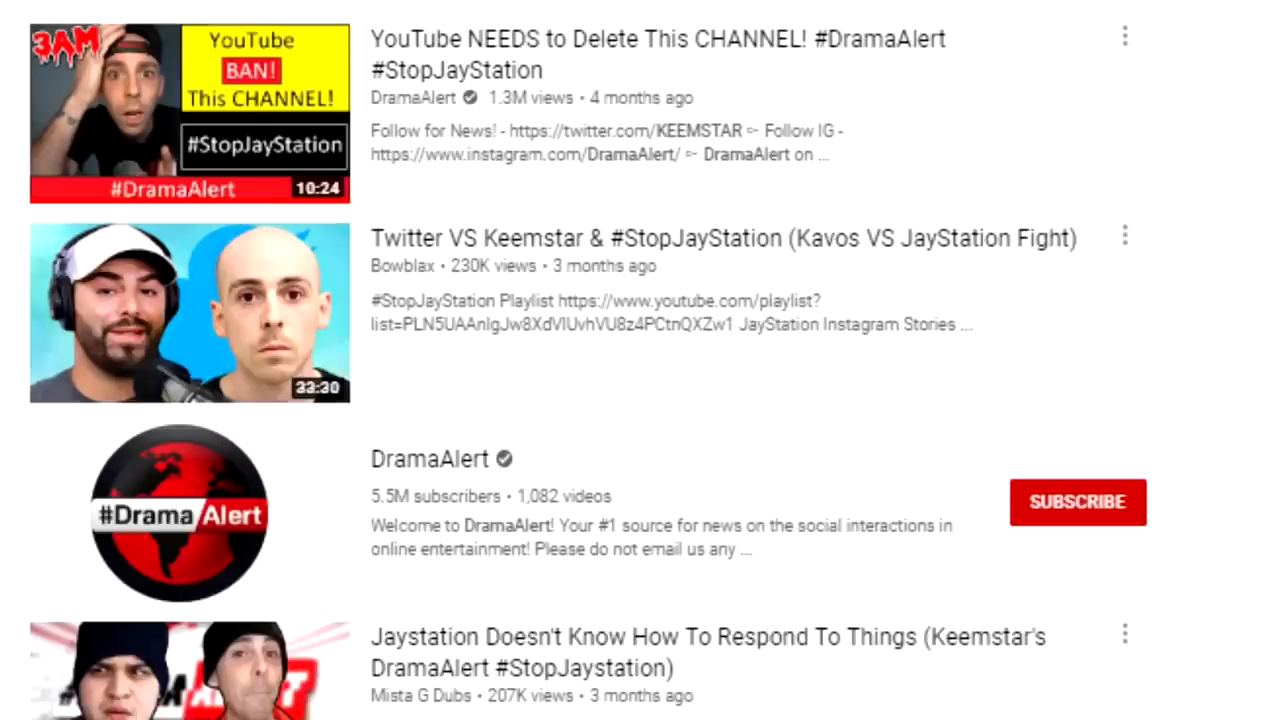 3AM
YouTube
BAN!
This CHANNEL!
#StopJayStation
#DramaAlert
10:24
YouTube NEEDS to Delete This CHANNEL! #DramaAlert
#StopJayStation
DramaAlert 1.3M views • 4 months ago
Follow for News! - https://twitter.com/KEEMSTAR ⌲ Follow IG -
https://www.instagram.com/DramaAlert/ ⌲ DramaAlert on ...
33:30
Twitter VS Keemstar & #StopJayStation (Kavos VS JayStation Fight)
Bowblax • 230K views • 3 months ago
#StopJayStation Playlist https://www.youtube.com/playlist?
list=PLN5UAAnIgJw8XdVlUvhVU8z4PCtnQXZw1 JayStation Instagram Stories ...
#Drama Alert
DramaAlert
5.5M subscribers • 1,082 videos
Welcome to DramaAlert! Your #1 source for news on the social interactions in
online entertainment! Please do not email us any ...
SUBSCRIBE
Jaystation Doesn't Know How To Respond To Things (Keemstar's
DramaAlert #StopJaystation)
Mista G Dubs • 207K views • 3 months ago